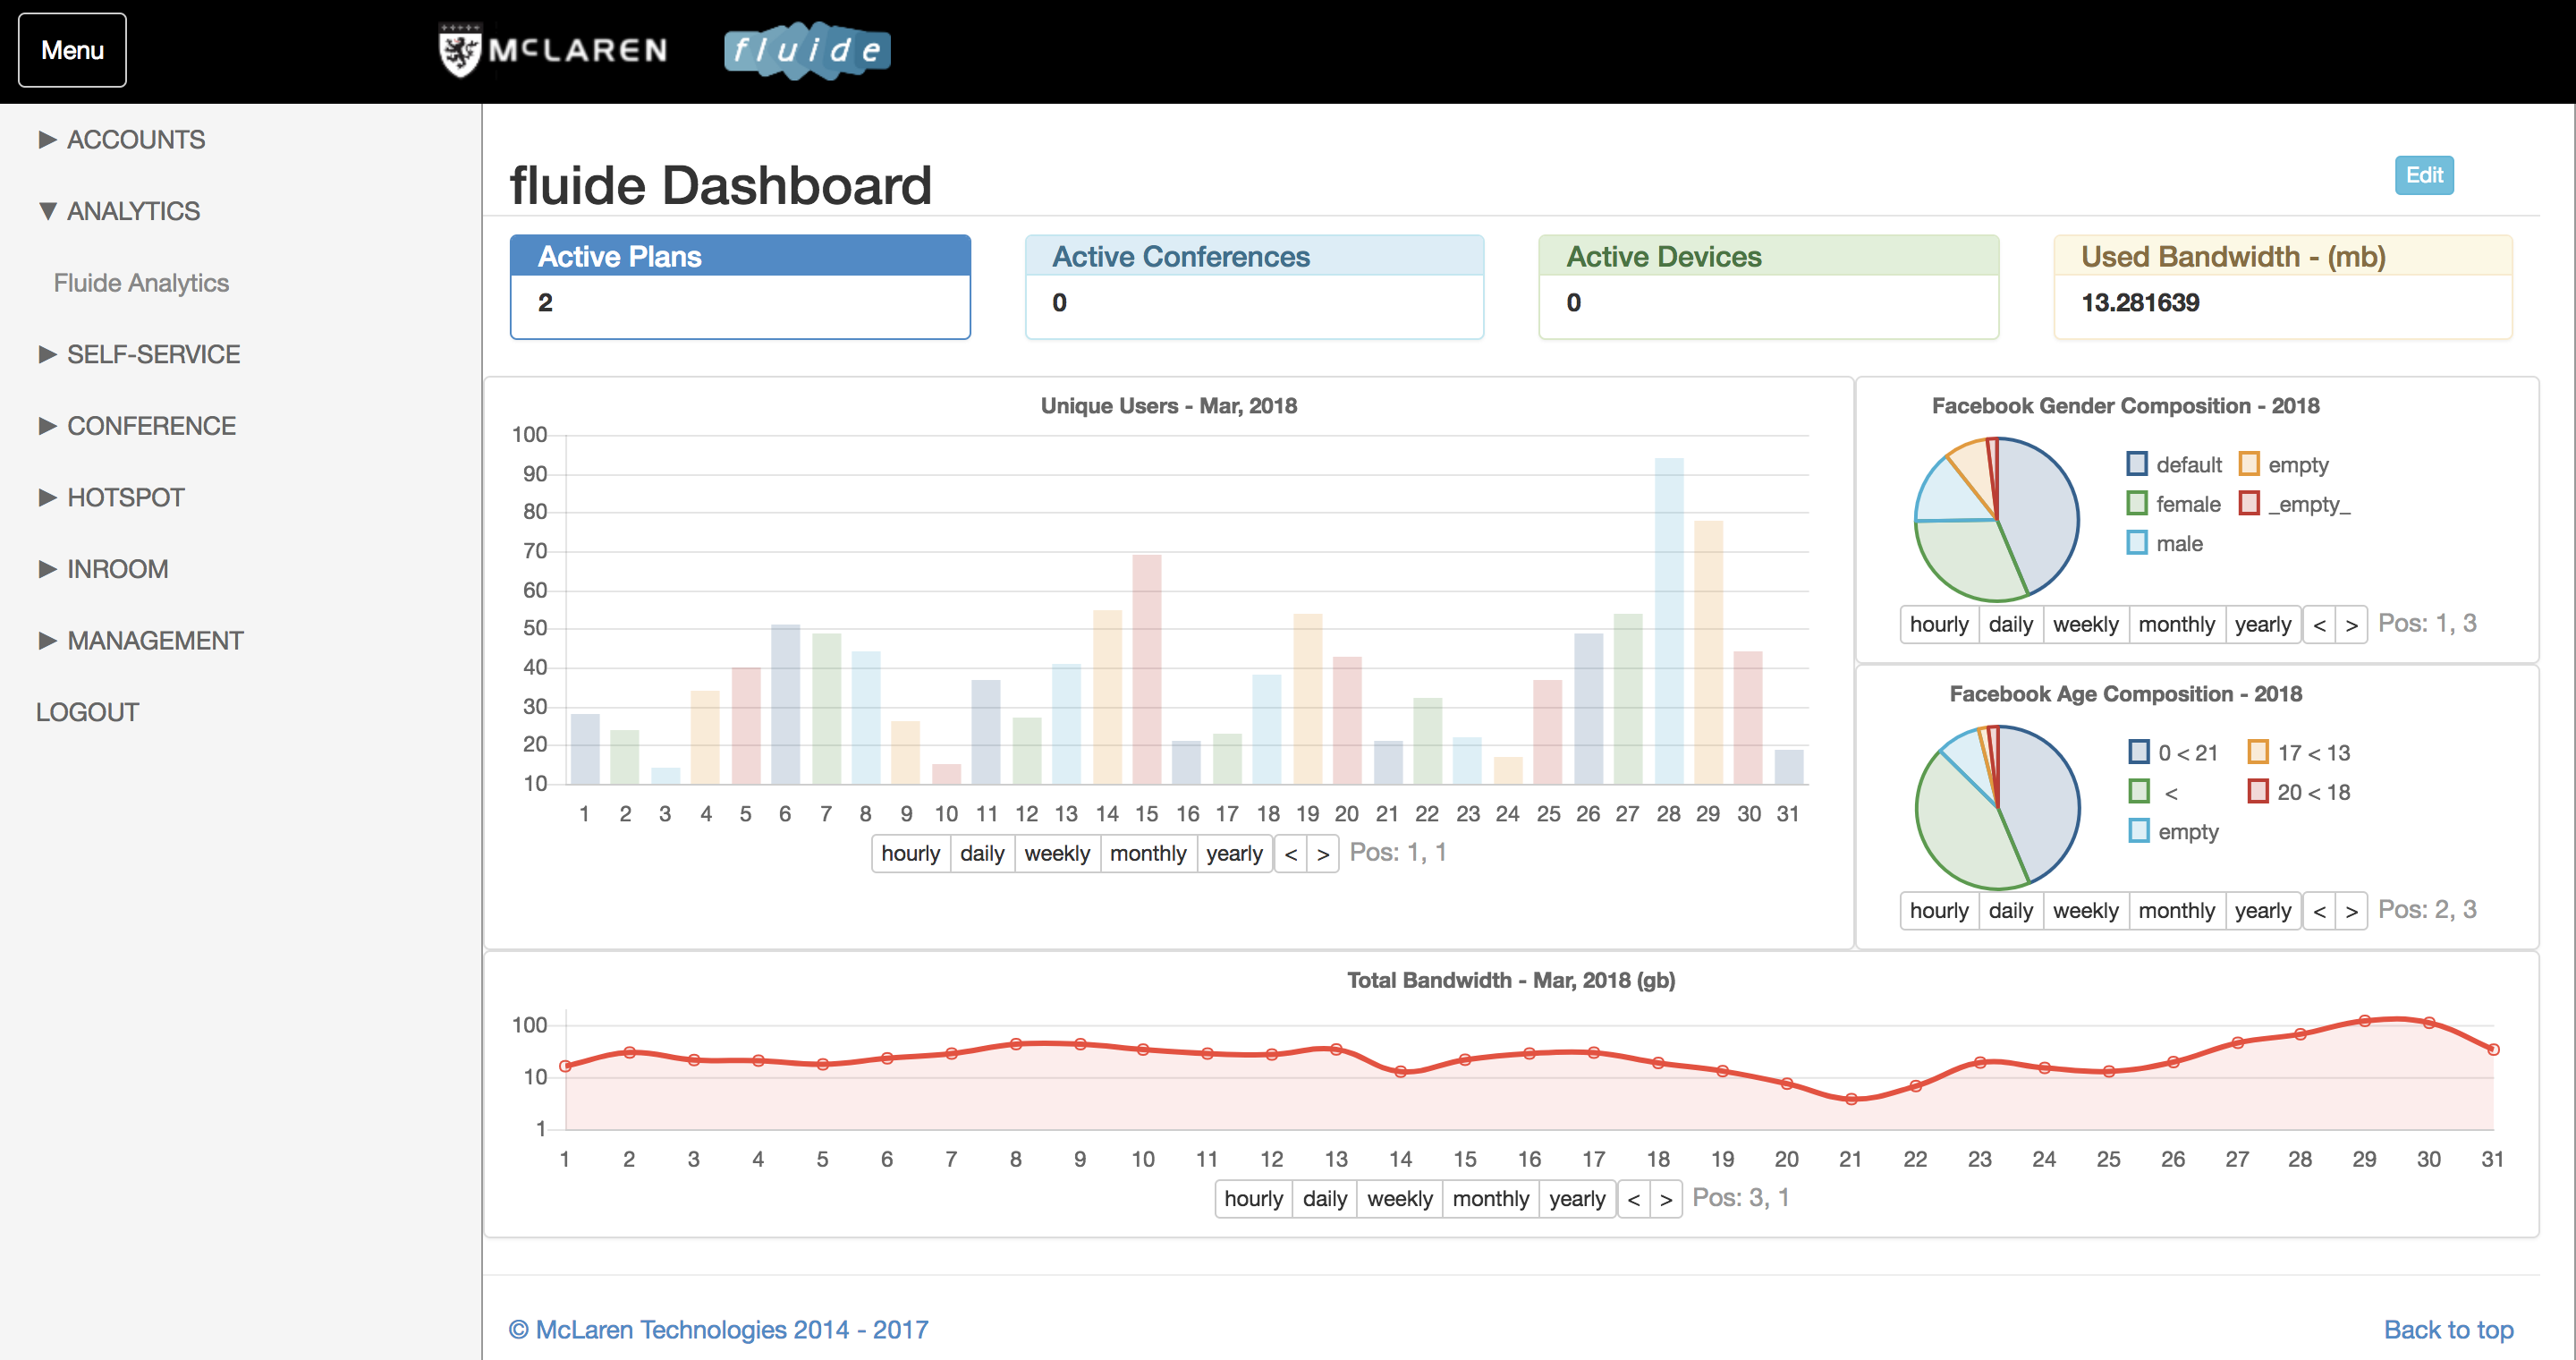 Menu
McLAREN
fluide
ACCOUNTS
ANALYTICS
Fluide Analytics
SELF-SERVICE
CONFERENCE
HOTSPOT
INROOM
MANAGEMENT
LOGOUT
fluide Dashboard
Edit
Active Plans
2
Active Conferences
0
Active Devices
0
Used Bandwidth - (mb)
13.281639
Unique Users - Mar, 2018
100
90
80
70
60
50
40
30
20
10
1 2 3 4 5 6 7 8 9 10 11 12 13 14 15 16 17 18 19 20 21 22 23 24 25 26 27 28 29 30 31
hourly daily weekly monthly yearly < > Pos: 1, 1
Facebook Gender Composition - 2018
default empty
female _empty_
male
hourly daily weekly monthly yearly < > Pos: 1, 3
Facebook Age Composition - 2018
0 < 21 17 < 13
< 20 < 18
empty
hourly daily weekly monthly yearly < > Pos: 2, 3
Total Bandwidth - Mar, 2018 (gb)
100
10
1
1 2 3 4 5 6 7 8 9 10 11 12 13 14 15 16 17 18 19 20 21 22 23 24 25 26 27 28 29 30 31
hourly daily weekly monthly yearly < > Pos: 3, 1
© McLaren Technologies 2014 - 2017
Back to top